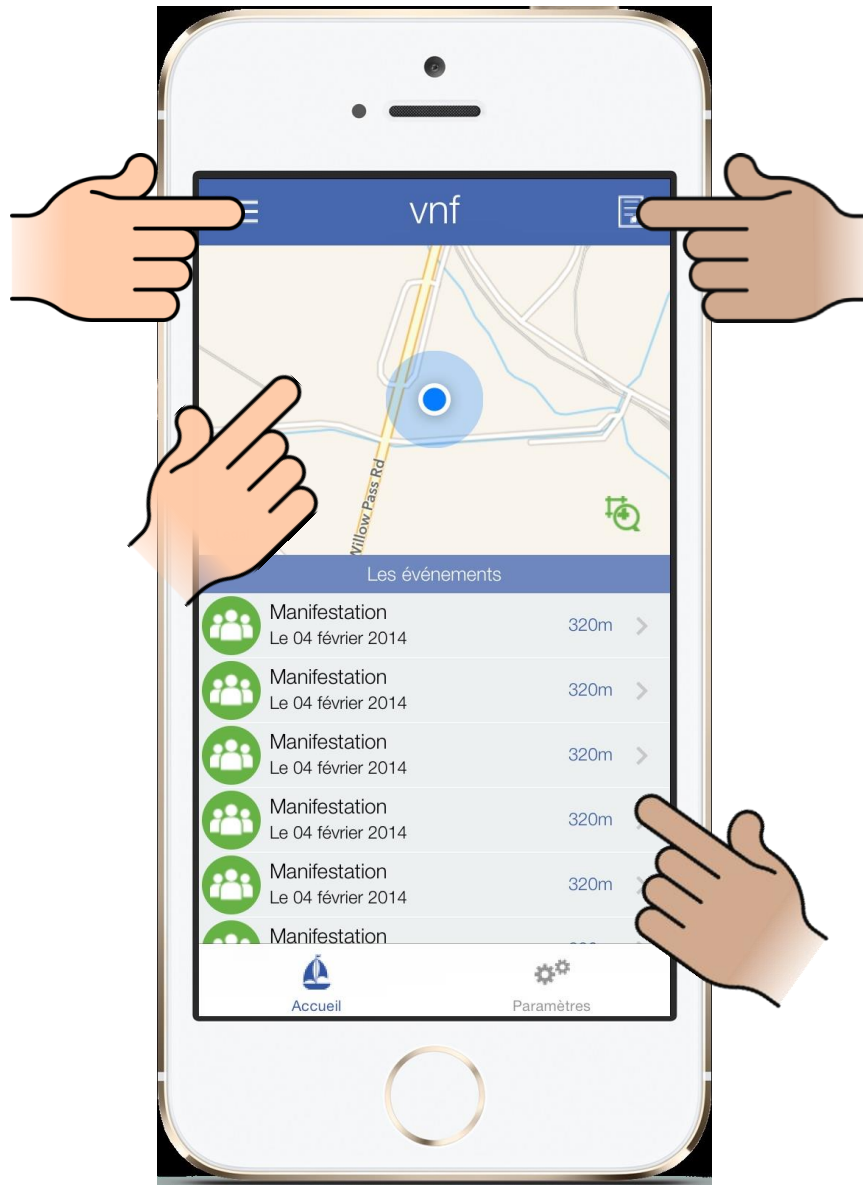 vnf
Willow Pass Rd
Les événements
Manifestation
Le 04 février 2014
320m
Manifestation
Le 04 février 2014
320m
Manifestation
Le 04 février 2014
320m
Manifestation
Le 04 février 2014
320m
Manifestation
Le 04 février 2014
320m
Manifestation
Accueil
Paramètres